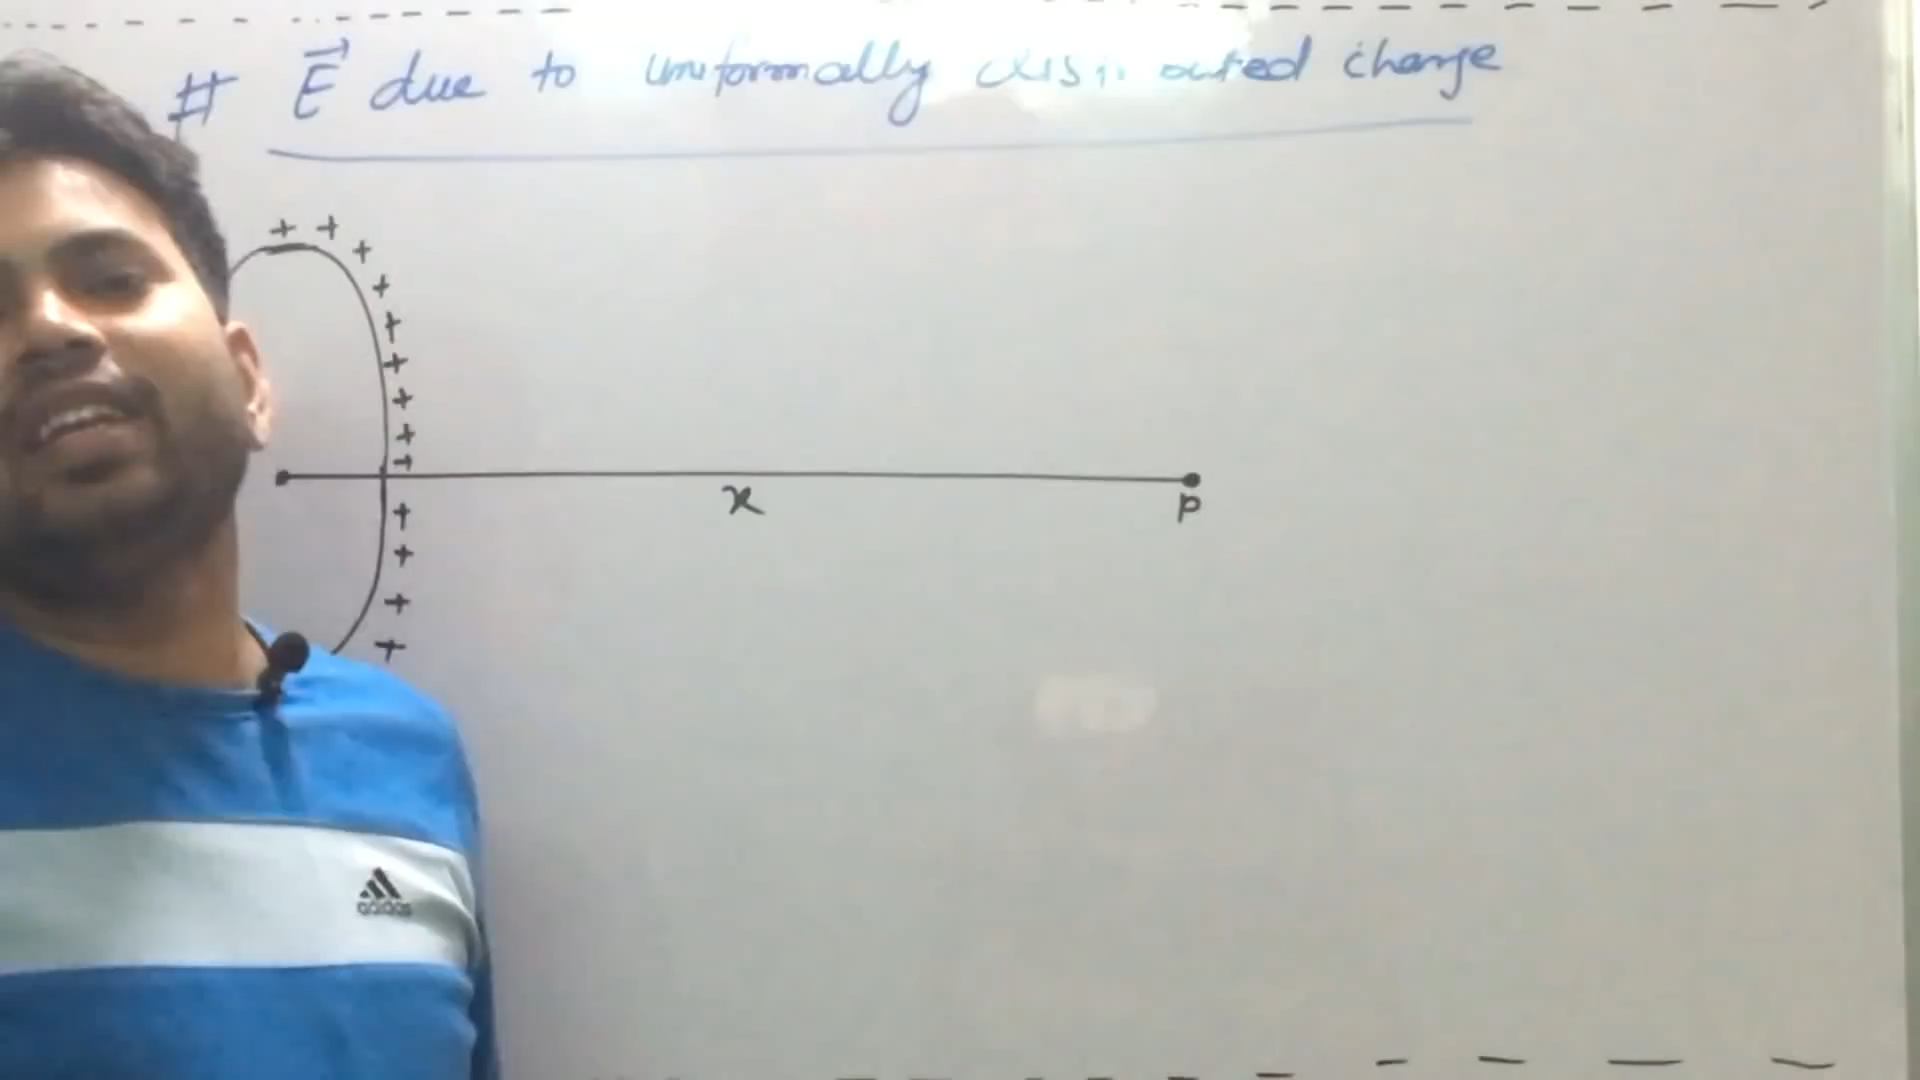 # E⃗ due to uniformally charge
+ + + + + + + + + + + + +
x
P
adidas